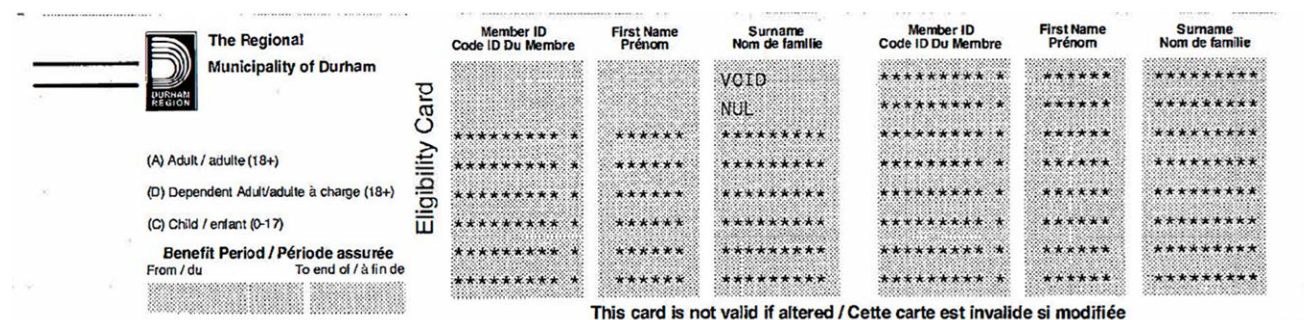 The Regional
Municipality of Durham
DURHAM
REGION
(A) Adult / adulte (18+)
(D) Dependent Adult/adulte à charge (18+)
(C) Child / enfant (0-17)
Benefit Period / Période assurée
From / du To end of / à fin de
Eligibility Card
Member ID First Name Surname Member ID First Name Surname
Code ID Du Membre Prénom Nom de famille Code ID Du Membre Prénom Nom de famille
VOID ********* * ****** *********
NUL ********* * ****** *********
********* * ****** ********* ********* * ****** *********
********* * ****** ********* ********* * ****** *********
********* * ****** ********* ********* * ****** *********
********* * ****** ********* ********* * ****** *********
********* * ****** ********* ********* * ****** *********
********* * ****** ********* ********* * ****** *********
This card is not valid if altered / Cette carte est invalide si modifiée